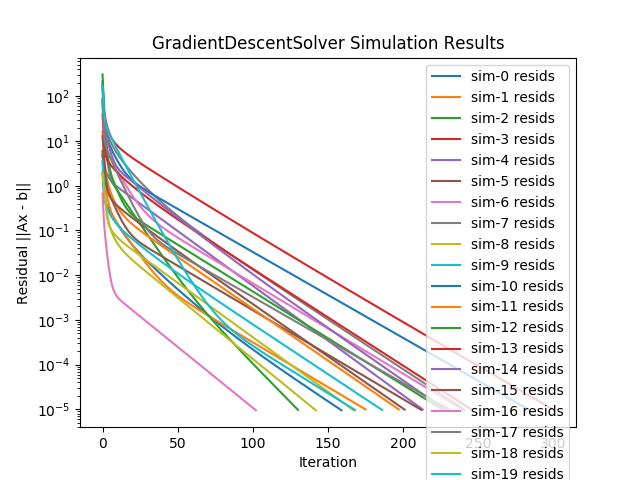 GradientDescentSolver Simulation Results
Residual ||Ax - b||
10²
10¹
10⁰
10⁻¹
10⁻²
10⁻³
10⁻⁴
10⁻⁵
0 50 100 150 200 250 300
Iteration
sim-0 resids
sim-1 resids
sim-2 resids
sim-3 resids
sim-4 resids
sim-5 resids
sim-6 resids
sim-7 resids
sim-8 resids
sim-9 resids
sim-10 resids
sim-11 resids
sim-12 resids
sim-13 resids
sim-14 resids
sim-15 resids
sim-16 resids
sim-17 resids
sim-18 resids
sim-19 resids